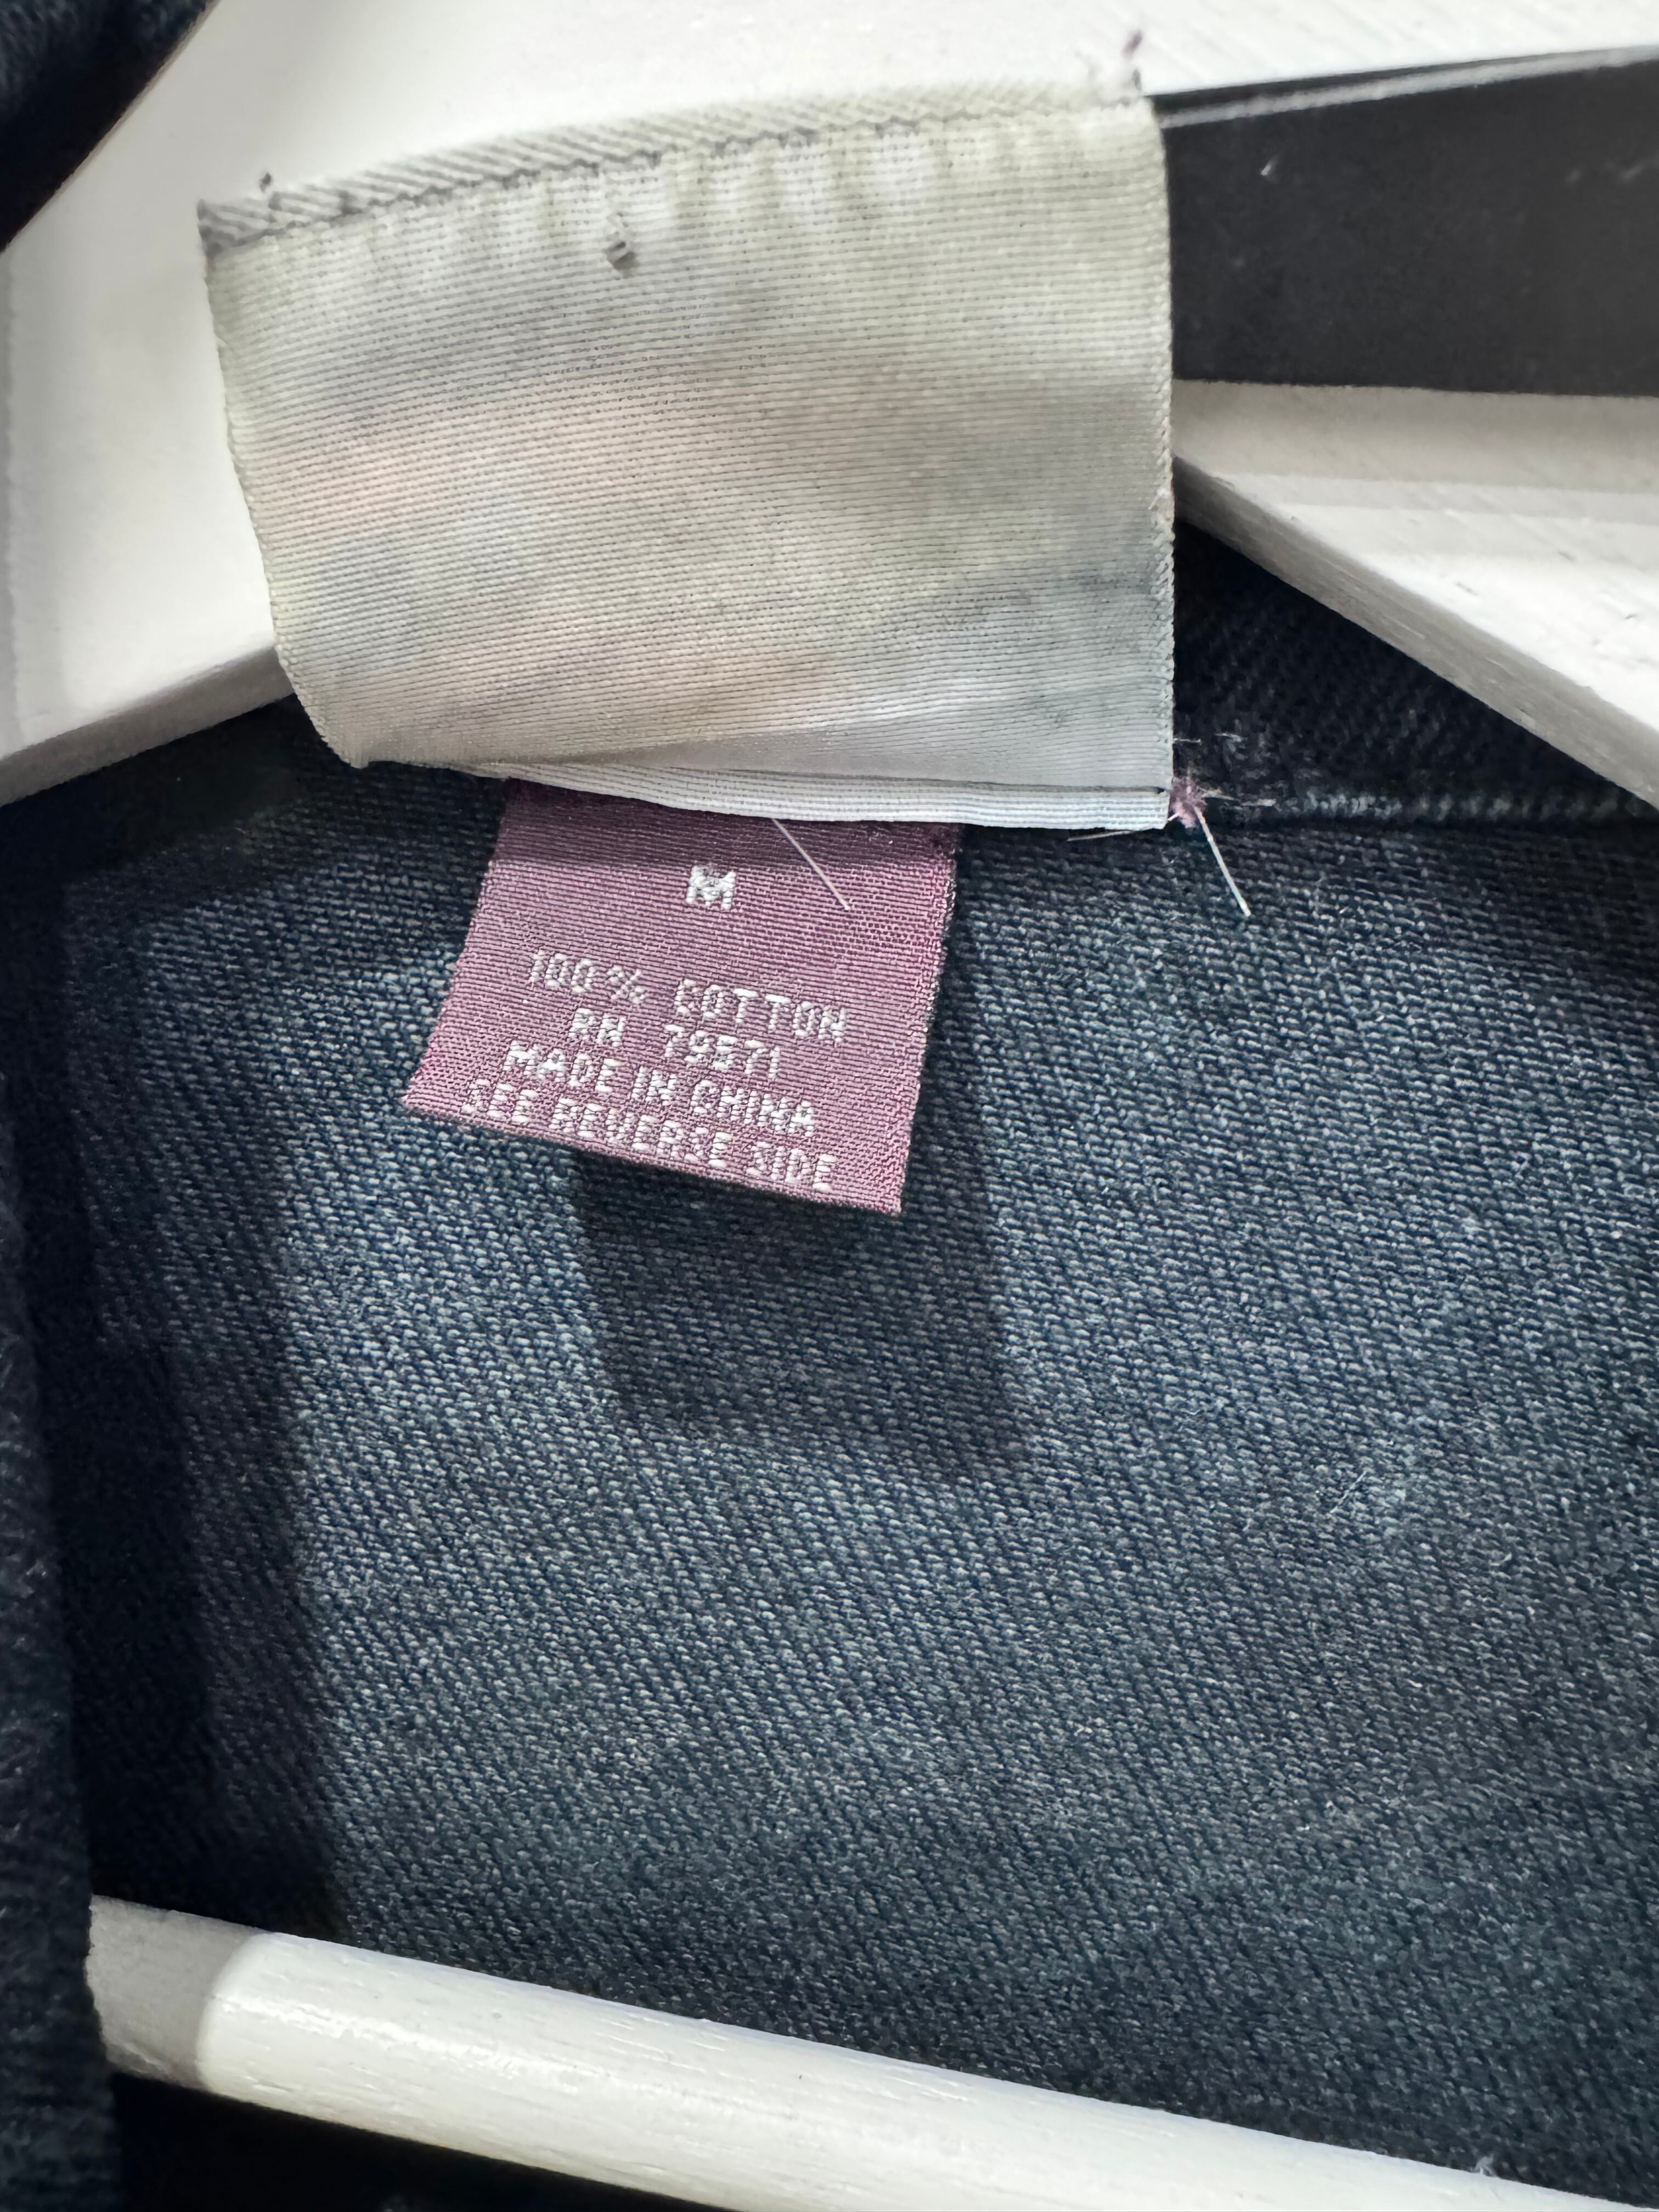 M
100% COTTON
RN 79571
MADE IN CHINA
SEE REVERSE SIDE